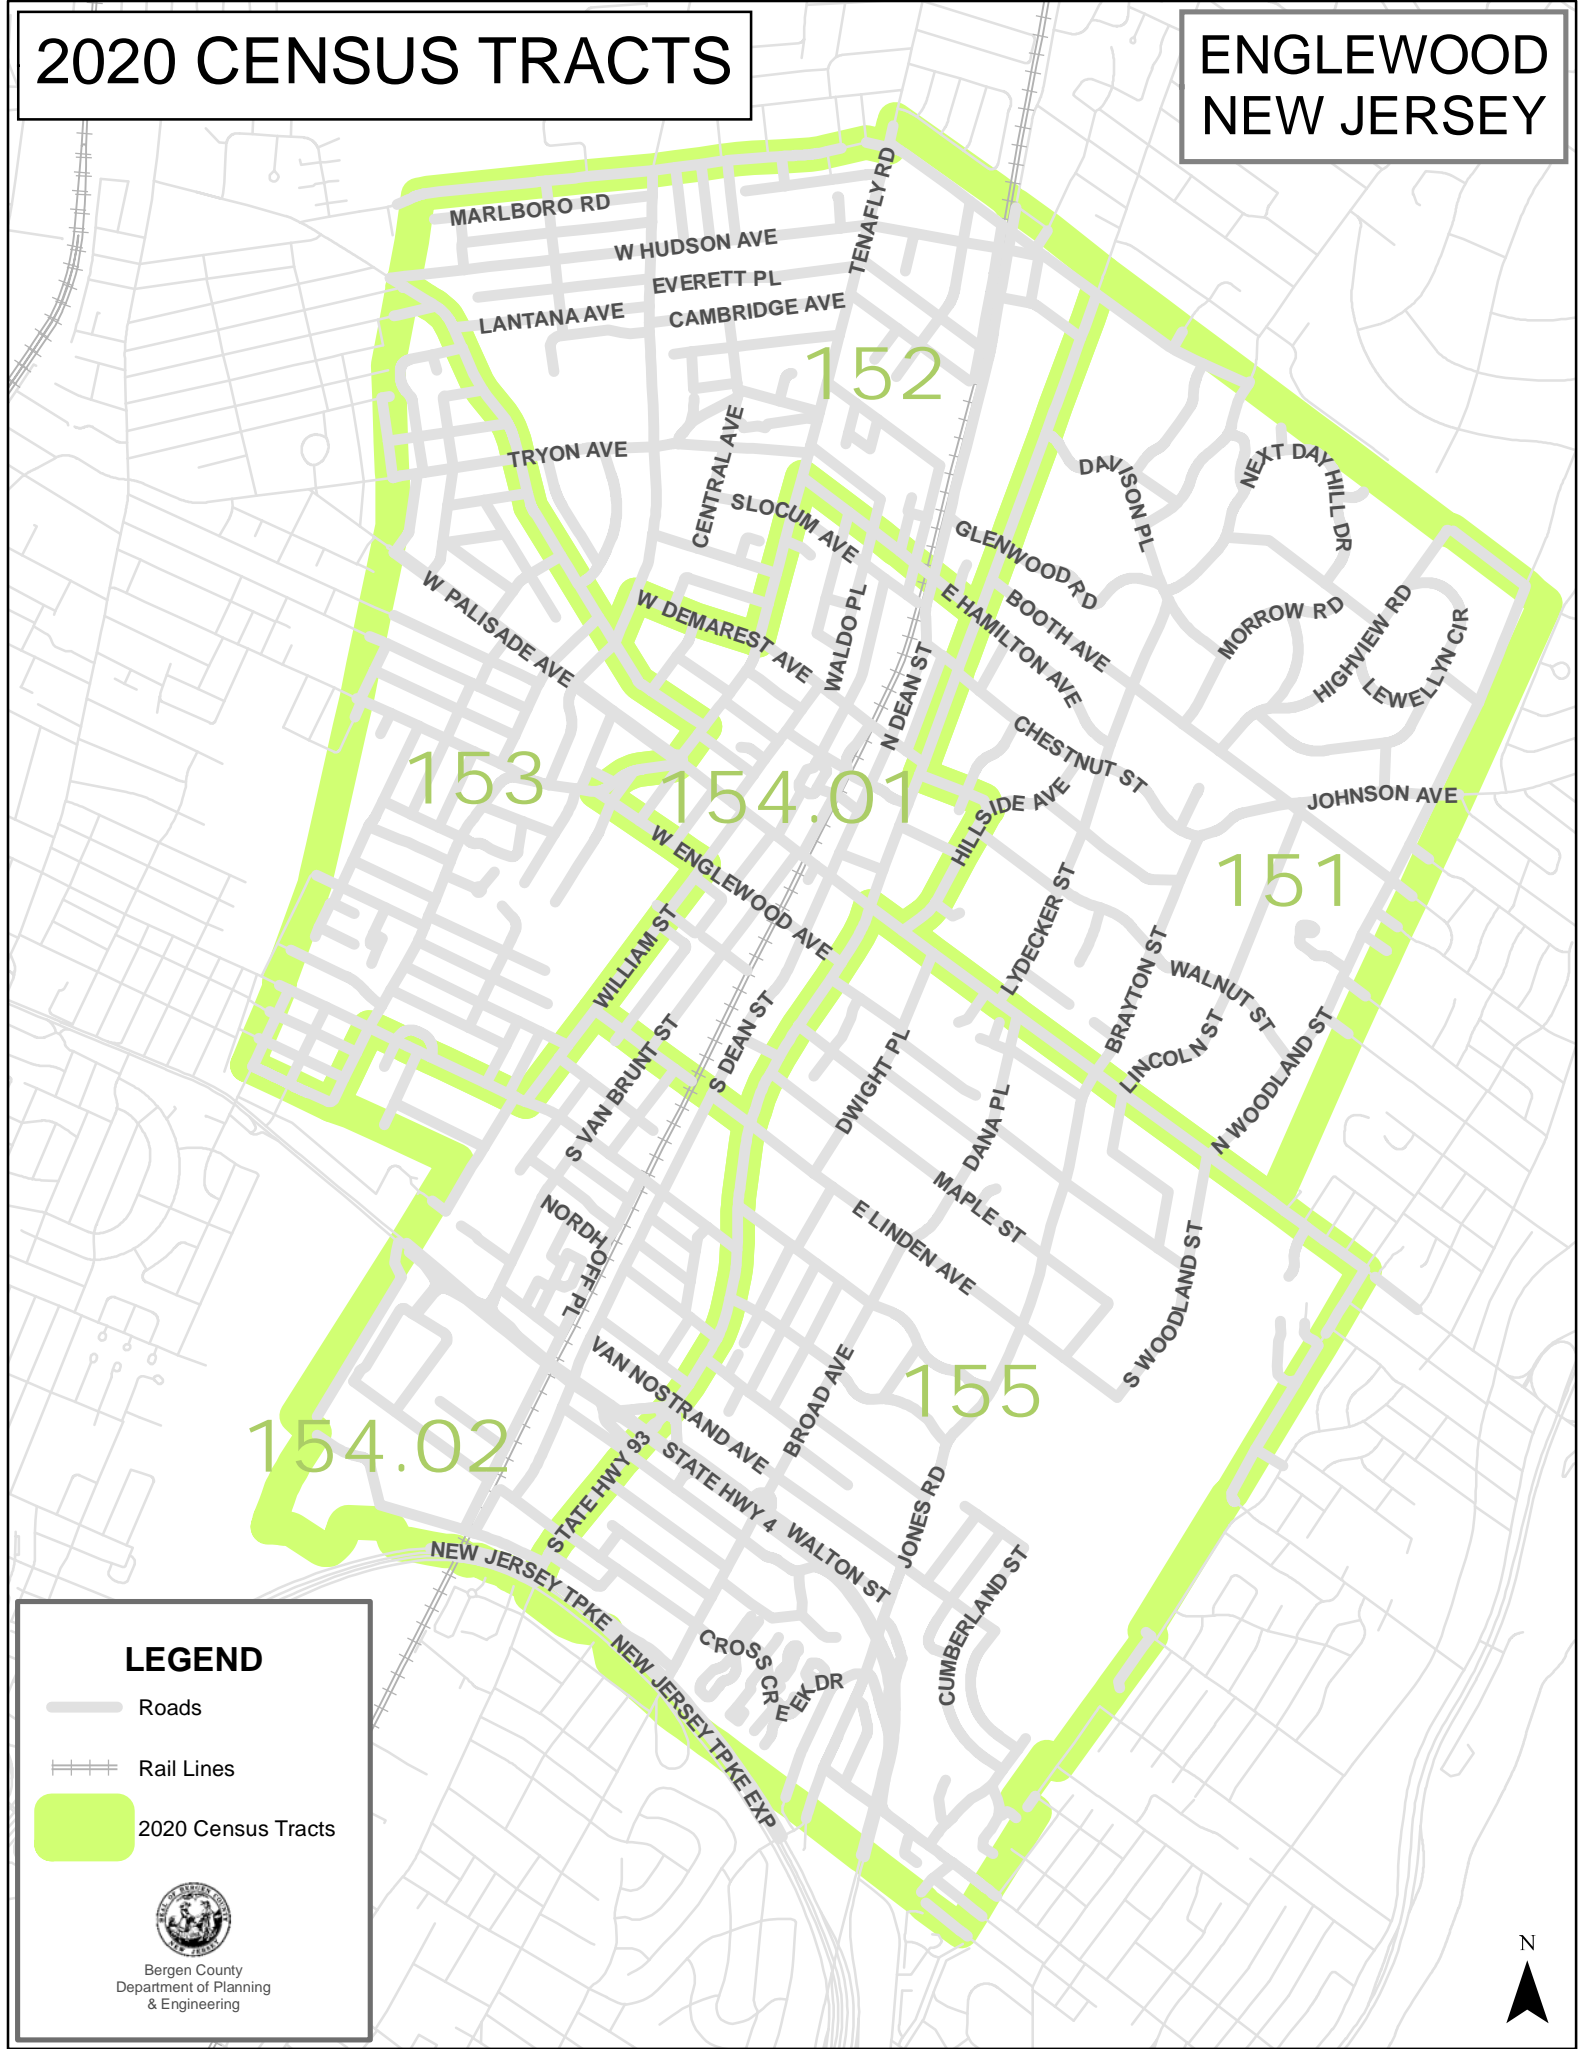 2020 CENSUS TRACTS
ENGLEWOOD
NEW JERSEY
MARLBORO RD
W HUDSON AVE
TENAFLY RD
EVERETT PL
LANTANA AVE
CAMBRIDGE AVE
152
CENTRAL AVE
TRYON AVE
SLOCUM AVE
DAVISON PL
NEXT DAY HILL DR
GLENWOOD RD
W PALISADE AVE
W DEMAREST AVE
WALDO PL
E HAMILTON AVE
BOOTH AVE
MORROW RD
HIGHVIEW RD
LEWELLYN CIR
N DEAN ST
CHESTNUT ST
153
154.01
HILLSIDE AVE
JOHNSON AVE
W ENGLEWOOD AVE
151
WILLIAM ST
LYDECKER ST
BRAYTON ST
WALNUT ST
S VAN BRUNT ST
S DEAN ST
DWIGHT PL
LINCOLN ST
N WOODLAND ST
DANA PL
MAPLE ST
NORDHOFF PL
E LINDEN AVE
S WOODLAND ST
VAN NOSTRAND AVE
BROAD AVE
155
154.02
STATE HWY 93
STATE HWY 4
JONES RD
WALTON ST
NEW JERSEY TPKE
CUMBERLAND ST
CROSS CREEK DR
NEW JERSEY TPKE EXP
LEGEND
Roads
Rail Lines
2020 Census Tracts
SEAL OF BERGEN COUNTY
NEW JERSEY
Bergen County
Department of Planning
& Engineering
N